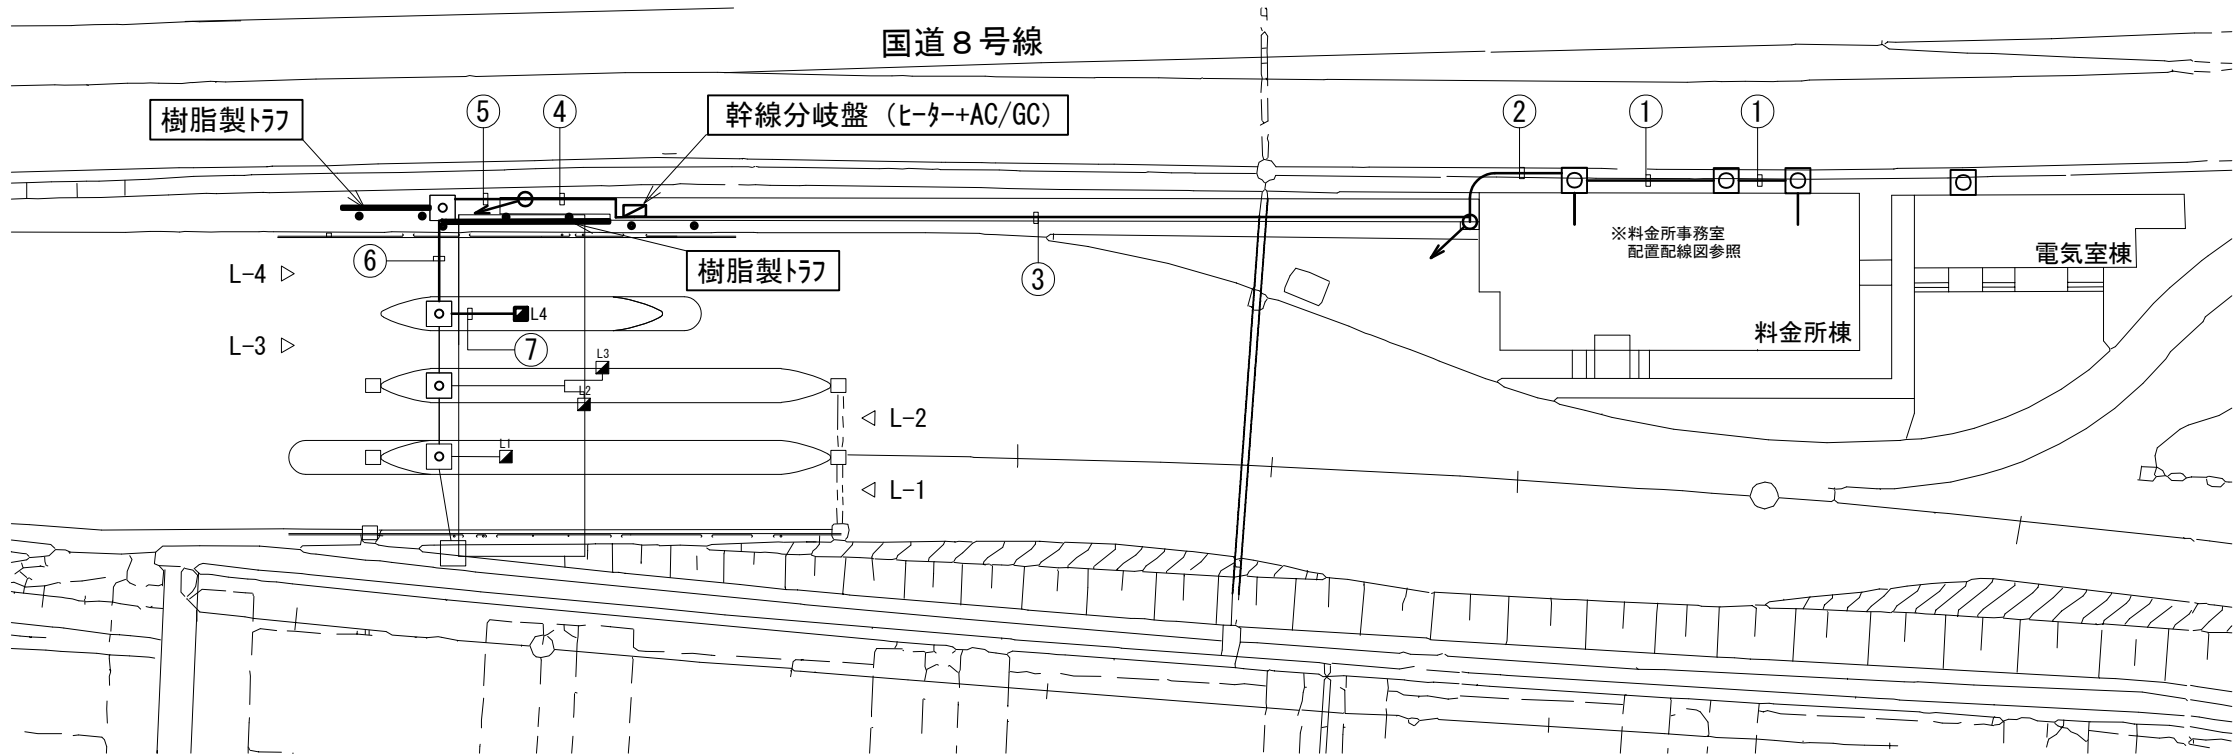 国道８号線
樹脂製ﾄﾗﾌ
⑤
④
幹線分岐盤（ﾋｰﾀｰ+AC/GC）
②
①
①
※料金所事務室
配置配線図参照
電気室棟
料金所棟
⑥
樹脂製ﾄﾗﾌ
③
L-4 ▷
L4
L-3 ▷
⑦
L3
L2
◁ L-2
L1
◁ L-1